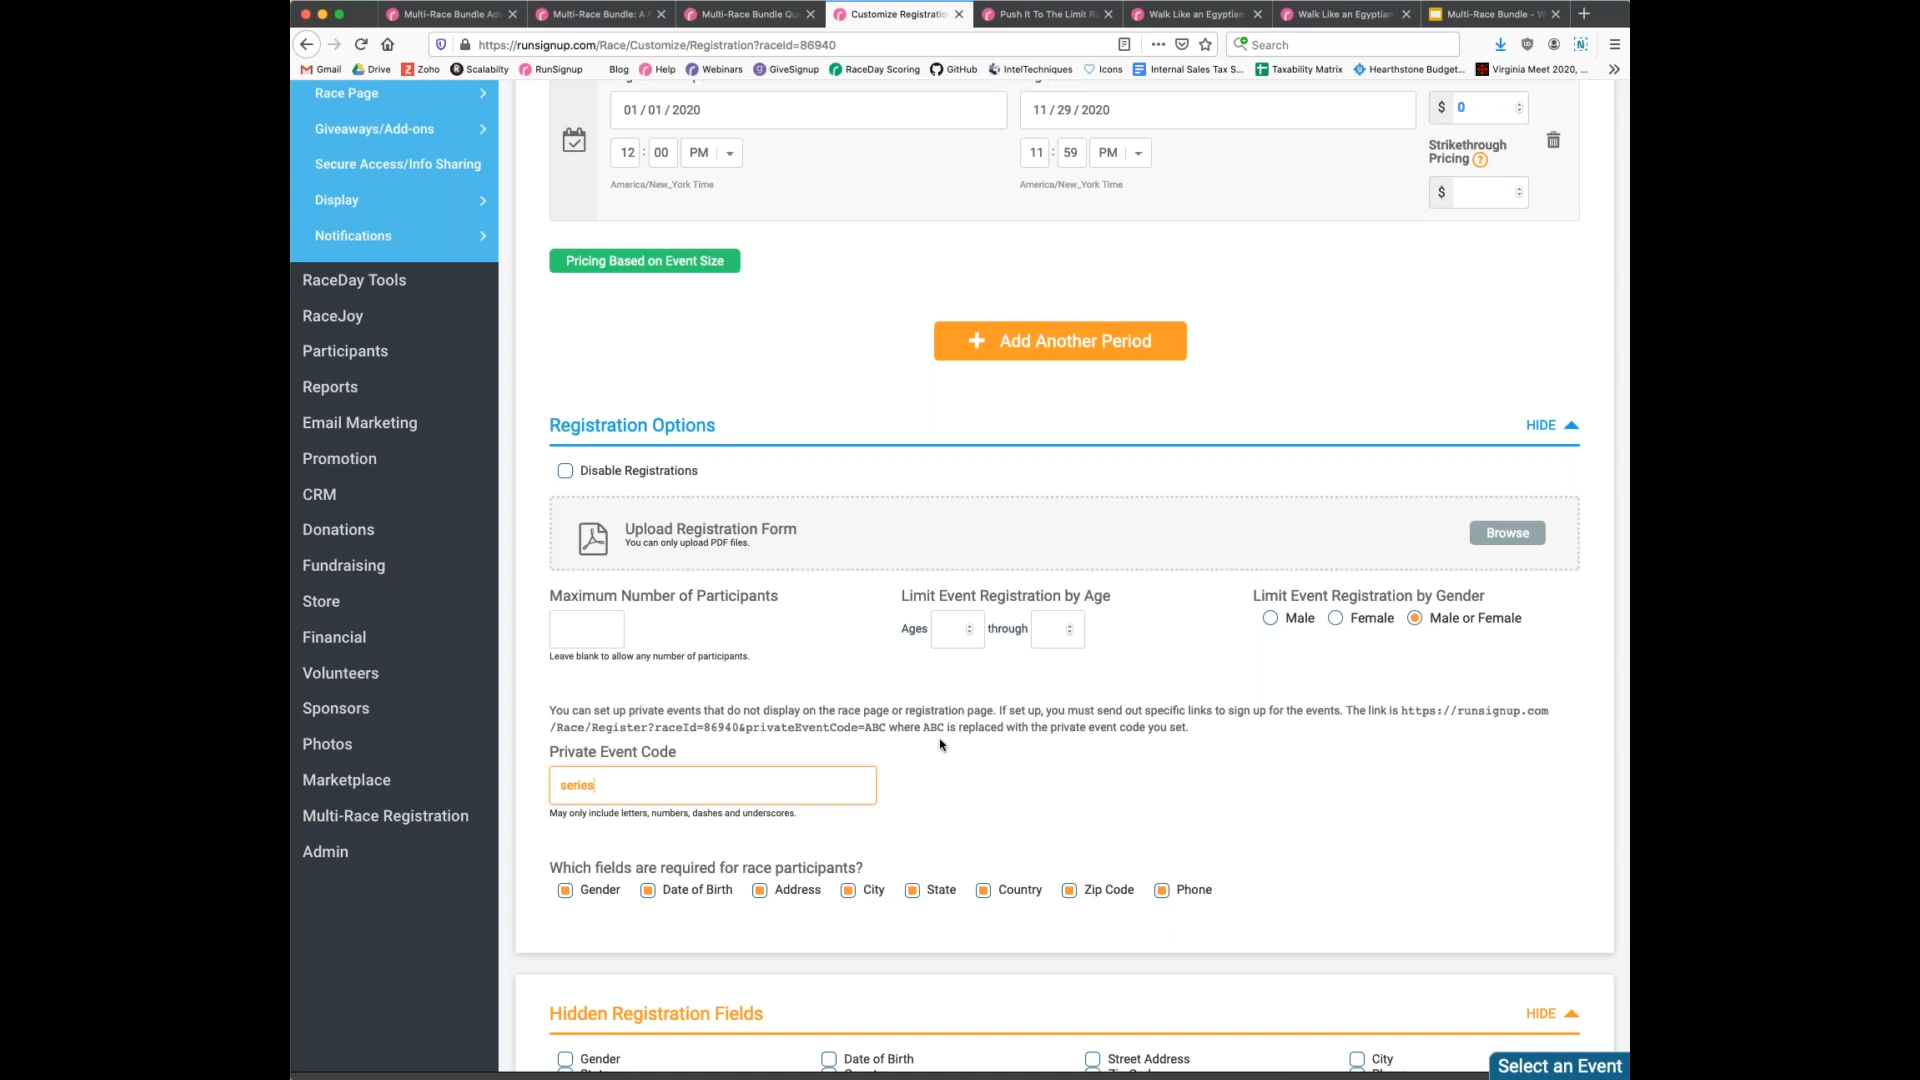 Multi-Race Bundle Ad
Multi-Race Bundle: A
Multi-Race Bundle Qu
Customize Registratio
Push It To The Limit R
Walk Like an Egyptian
Walk Like an Egyptian
Multi-Race Bundle -
https://runsignup.com/Race/Customize/Registration?raceId=86940
Search
Gmail
Drive
Zoho
Scalabilty
RunSignup
Blog
Help
Webinars
GiveSignup
RaceDay Scoring
GitHub
IntelTechniques
Icons
Internal Sales Tax S...
Taxability Matrix
Hearthstone Budget...
Virginia Meet 2020, ...
Race Page
Giveaways/Add-ons
Secure Access/Info Sharing
Display
Notifications
RaceDay Tools
RaceJoy
Participants
Reports
Email Marketing
Promotion
CRM
Donations
Fundraising
Store
Financial
Volunteers
Sponsors
Photos
Marketplace
Multi-Race Registration
Admin
01 / 01 / 2020
11 / 29 / 2020
$ 0
12 : 00 PM
11 : 59 PM
Strikethrough
Pricing ?
America/New_York Time
America/New_York Time
$
Pricing Based on Event Size
+ Add Another Period
Registration Options
HIDE
Disable Registrations
Upload Registration Form
You can only upload PDF files.
Browse
Maximum Number of Participants
Leave blank to allow any number of participants.
Limit Event Registration by Age
Ages through
Limit Event Registration by Gender
Male Female Male or Female
You can set up private events that do not display on the race page or registration page. If set up, you must send out specific links to sign up for the events. The link is https://runsignup.com
/Race/Register?raceId=86940&privateEventCode=ABC where ABC is replaced with the private event code you set.
Private Event Code
series
May only include letters, numbers, dashes and underscores.
Which fields are required for race participants?
Gender Date of Birth Address City State Country Zip Code Phone
Hidden Registration Fields
HIDE
Gender Date of Birth Street Address City
Select an Event